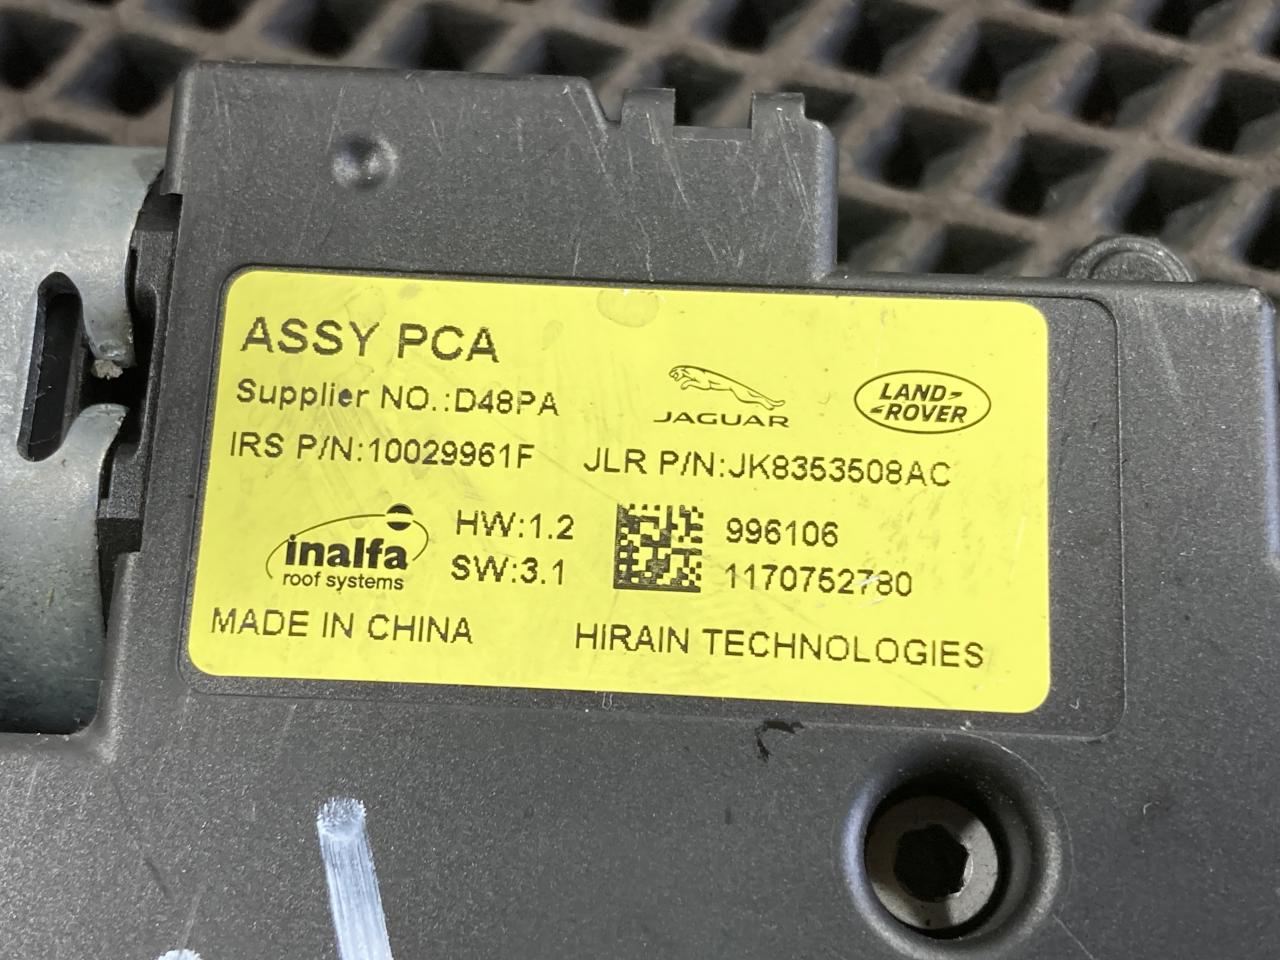 ASSY PCA
Supplier NO.:D48PA
JAGUAR
LAND-
-ROVER
IRS P/N:10029961F
JLR P/N:JK8353508AC
inalfa
roof systems
HW:1.2
SW:3.1
996106
1170752780
MADE IN CHINA
HIRAIN TECHNOLOGIES